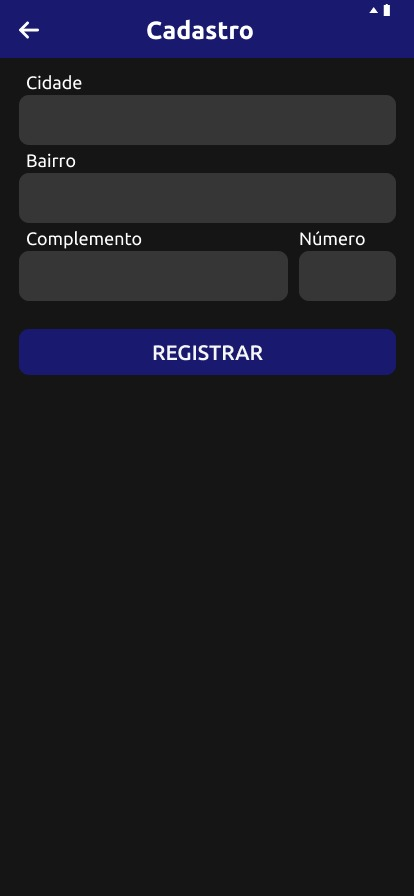 Cadastro
Cidade
Bairro
Complemento Número
REGISTRAR